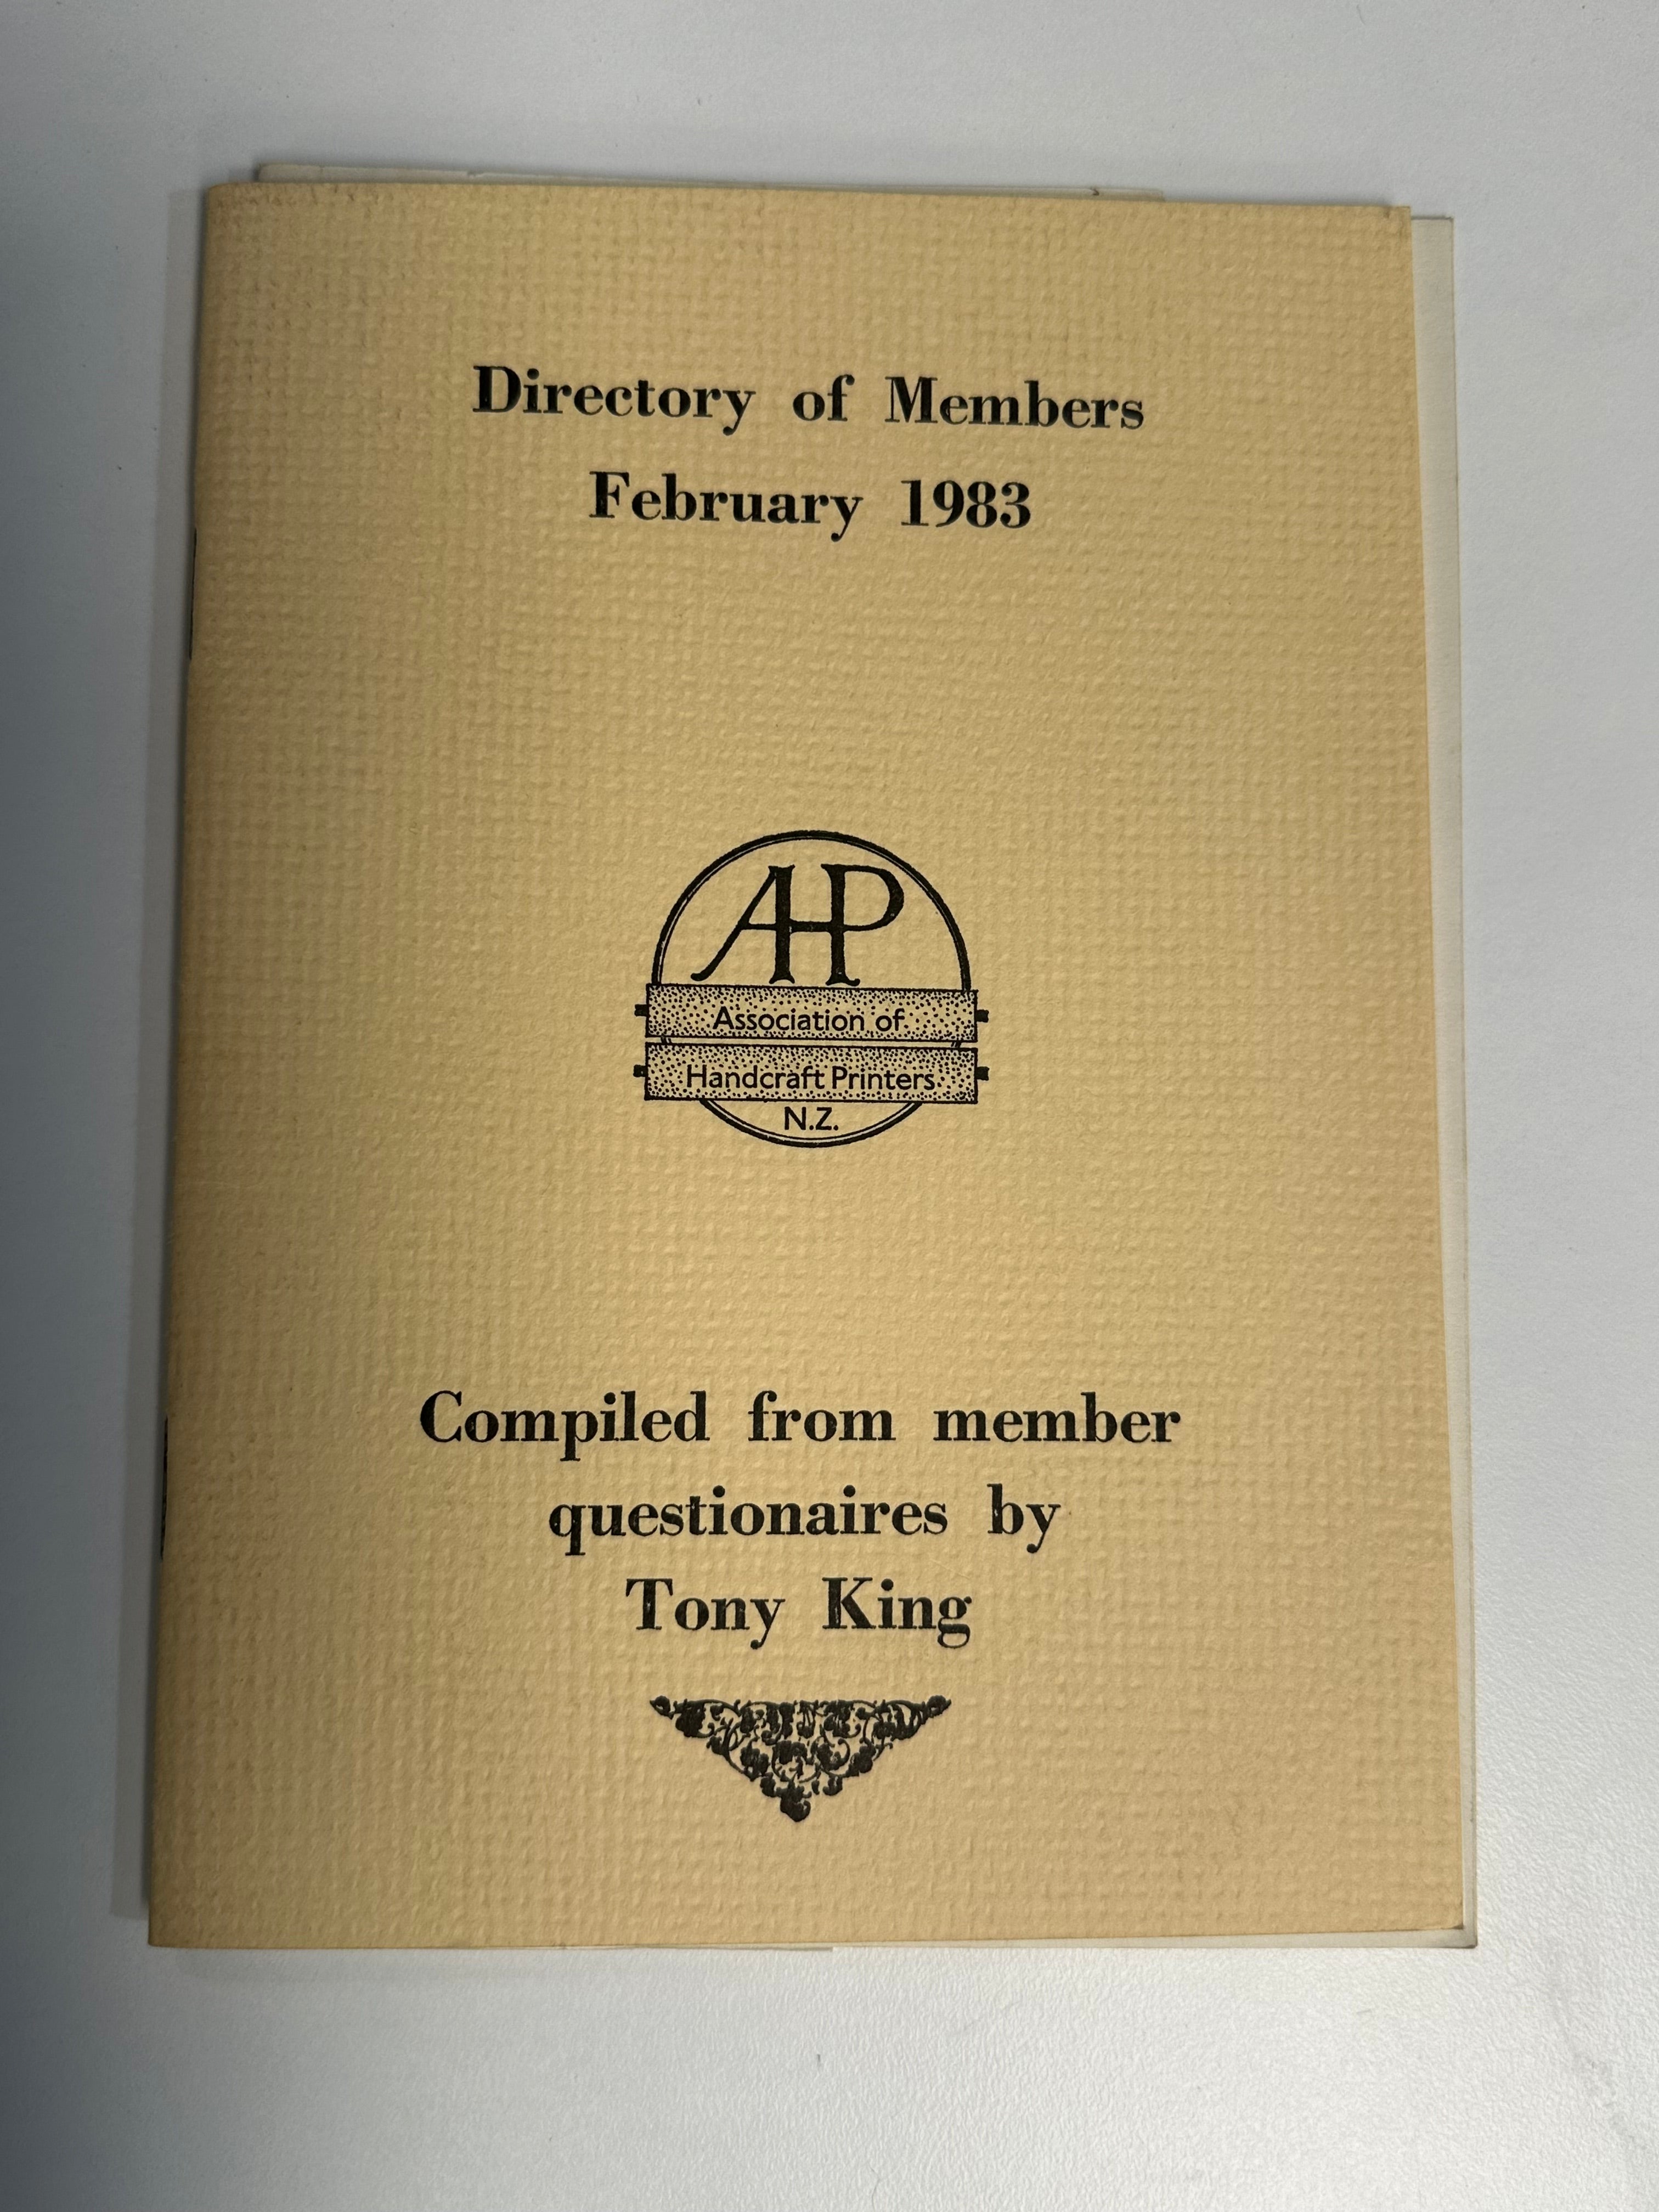 Directory of Members
February 1983
AHP
Association of
Handcraft Printers
N.Z.
Compiled from member
questionaires by
Tony King